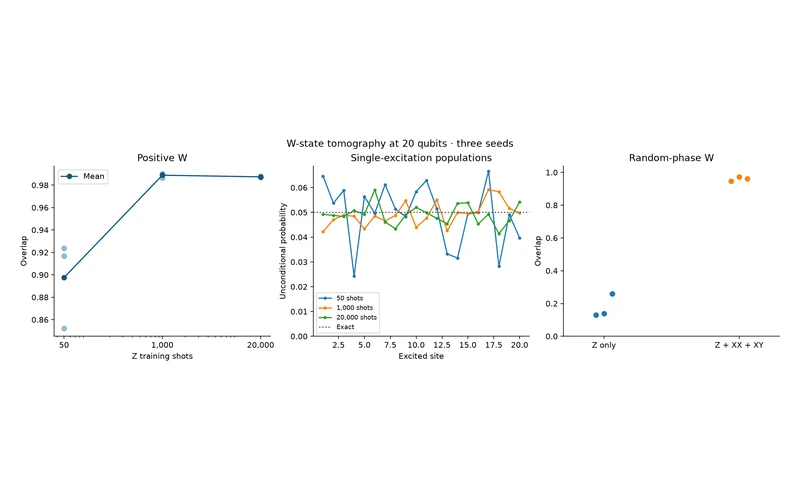 W-state tomography at 20 qubits · three seeds
Positive W
Overlap
0.98
0.96
0.94
0.92
0.90
0.88
0.86
Mean
50
1,000
20,000
Z training shots
Single-excitation populations
Unconditional probability
0.06
0.05
0.04
0.03
0.02
0.01
0.00
50 shots
1,000 shots
20,000 shots
Exact
2.5
5.0
7.5
10.0
12.5
15.0
17.5
20.0
Excited site
Random-phase W
Overlap
1.0
0.8
0.6
0.4
0.2
0.0
Z only
Z + XX + XY